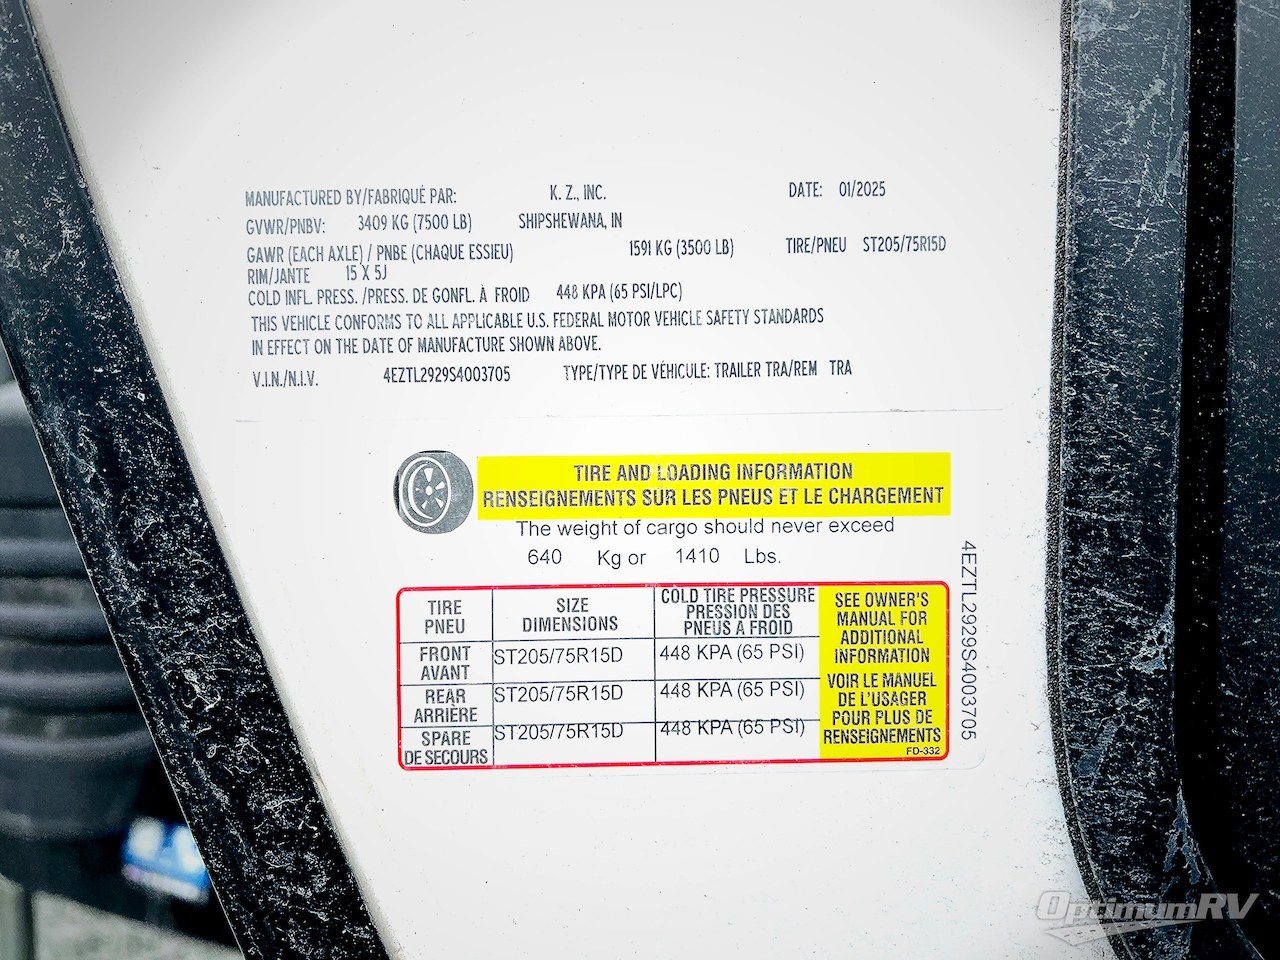 MANUFACTURED BY/FABRIQUÉ PAR: K. Z., INC. DATE: 01/2025
GVWR/PNBV: 3409 KG (7500 LB) SHIPSHEWANA, IN
GAWR (EACH AXLE) / PNBE (CHAQUE ESSIEU) 1591 KG (3500 LB) TIRE/PNEU ST205/75R15D
RIM/JANTE 15 X 5J
COLD INFL. PRESS. /PRESS. DE GONFL. À FROID 448 KPA (65 PSI/LPC)
THIS VEHICLE CONFORMS TO ALL APPLICABLE U.S. FEDERAL MOTOR VEHICLE SAFETY STANDARDS
IN EFFECT ON THE DATE OF MANUFACTURE SHOWN ABOVE.
V.I.N./N.I.V. 4EZTL2929S4003705 TYPE/TYPE DE VÉHICULE: TRAILER TRA/REM TRA
TIRE AND LOADING INFORMATION
RENSEIGNEMENTS SUR LES PNEUS ET LE CHARGEMENT
The weight of cargo should never exceed
640 Kg or 1410 Lbs.
TIRE
PNEU
SIZE
DIMENSIONS
COLD TIRE PRESSURE
PRESSION DES
PNEUS A FROID
FRONT
AVANT
ST205/75R15D
448 KPA (65 PSI)
REAR
ARRIÈRE
ST205/75R15D
448 KPA (65 PSI)
SPARE
DE SECOURS
ST205/75R15D
448 KPA (65 PSI)
SEE OWNER'S
MANUAL FOR
ADDITIONAL
INFORMATION
VOIR LE MANUEL
DE L'USAGER
POUR PLUS DE
RENSEIGNEMENTS
FD-332
4EZTL2929S4003705
OptimumRV